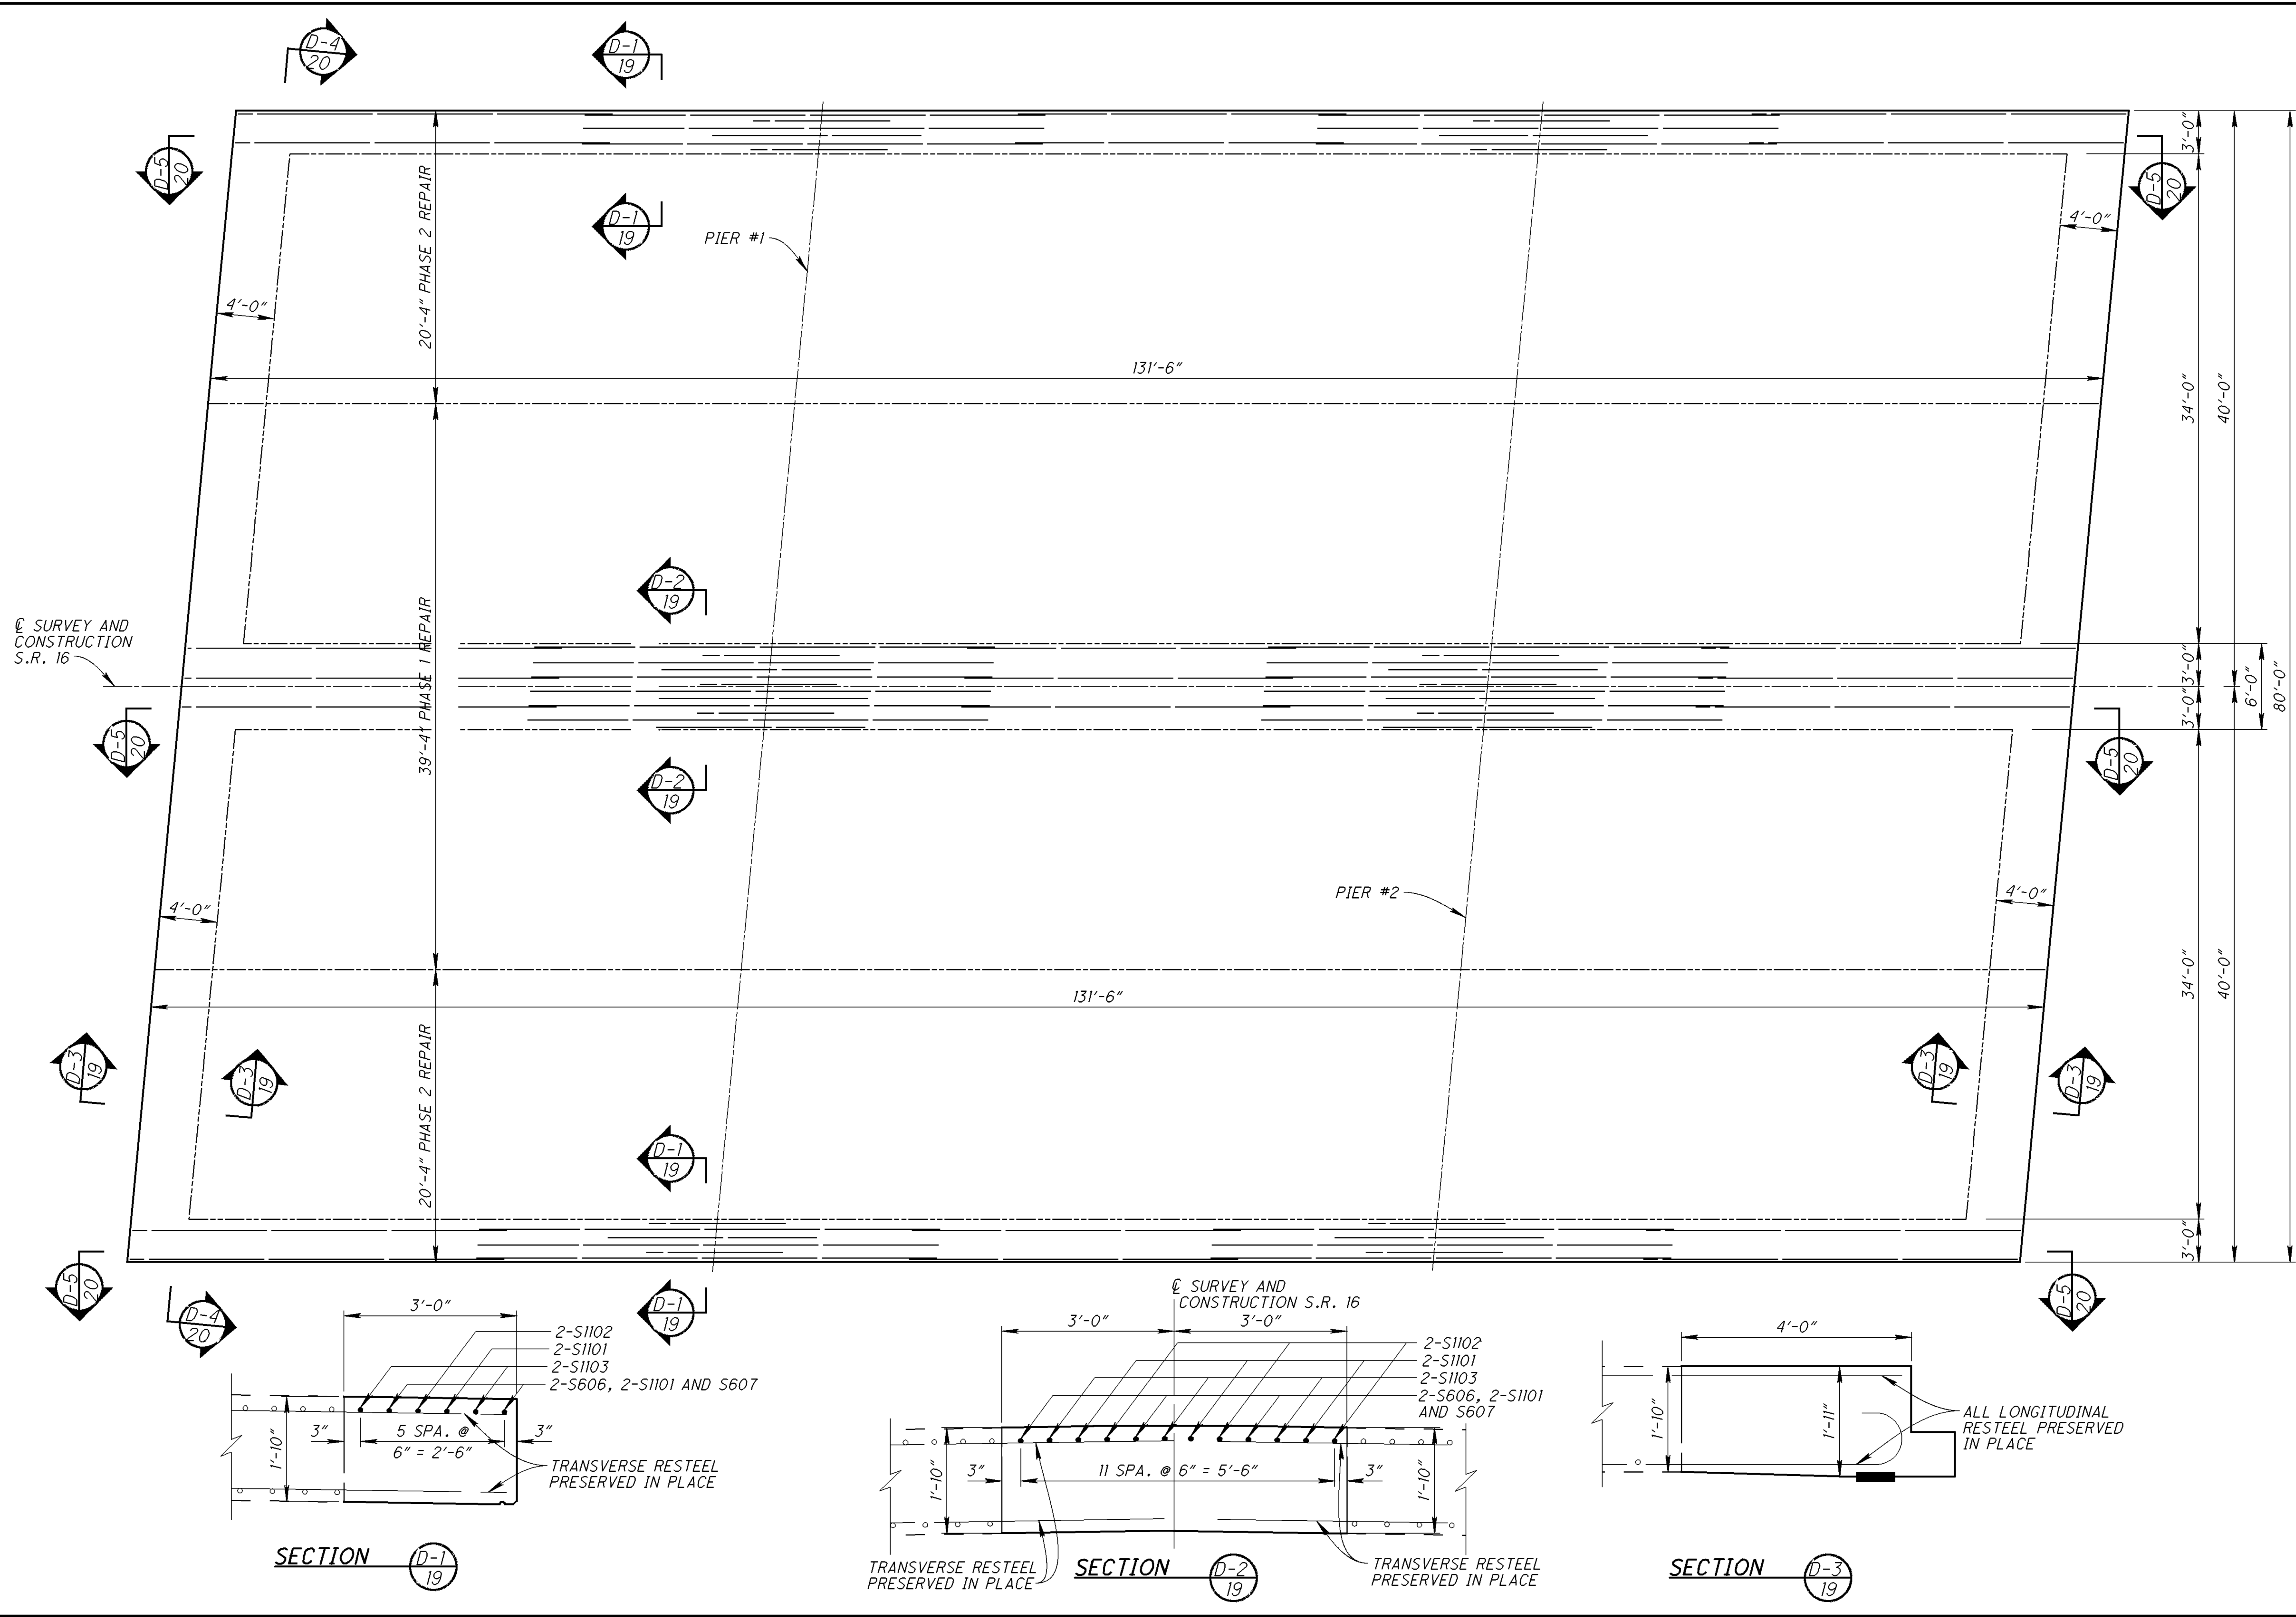 D-4
20
D-1
19
D-5
20
D-5
20
3'-0"
D-1
19
PIER #1
4'-0"
4'-0"
20'-4" PHASE 2 REPAIR
131'-6"
34'-0"
40'-0"
D-2
19
℄ SURVEY AND
CONSTRUCTION
S.R. 16
39'-4" PHASE 1 REPAIR
3'-0"
3'-0"
6'-0"
80'-0"
D-5
20
D-5
20
D-2
19
PIER #2
4'-0"
4'-0"
34'-0"
40'-0"
131'-6"
D-3
19
D-3
19
D-3
19
D-3
19
20'-4" PHASE 2 REPAIR
D-1
19
3'-0"
D-5
20
D-4
20
D-1
19
D-5
20
3'-0"
2-S1102
2-S1101
2-S1103
2-S606, 2-S1101 AND S607
3"
5 SPA. @
6" = 2'-6"
3"
1'-10"
TRANSVERSE RESTEEL
PRESERVED IN PLACE
SECTION
D-1
19
℄ SURVEY AND
CONSTRUCTION S.R. 16
3'-0"
3'-0"
2-S1102
2-S1101
2-S1103
2-S606, 2-S1101
AND S607
1'-10"
3"
11 SPA. @ 6" = 5'-6"
3"
1'-10"
TRANSVERSE RESTEEL
PRESERVED IN PLACE
TRANSVERSE RESTEEL
PRESERVED IN PLACE
SECTION
D-2
19
4'-0"
1'-10"
1'-11"
ALL LONGITUDINAL
RESTEEL PRESERVED
IN PLACE
SECTION
D-3
19